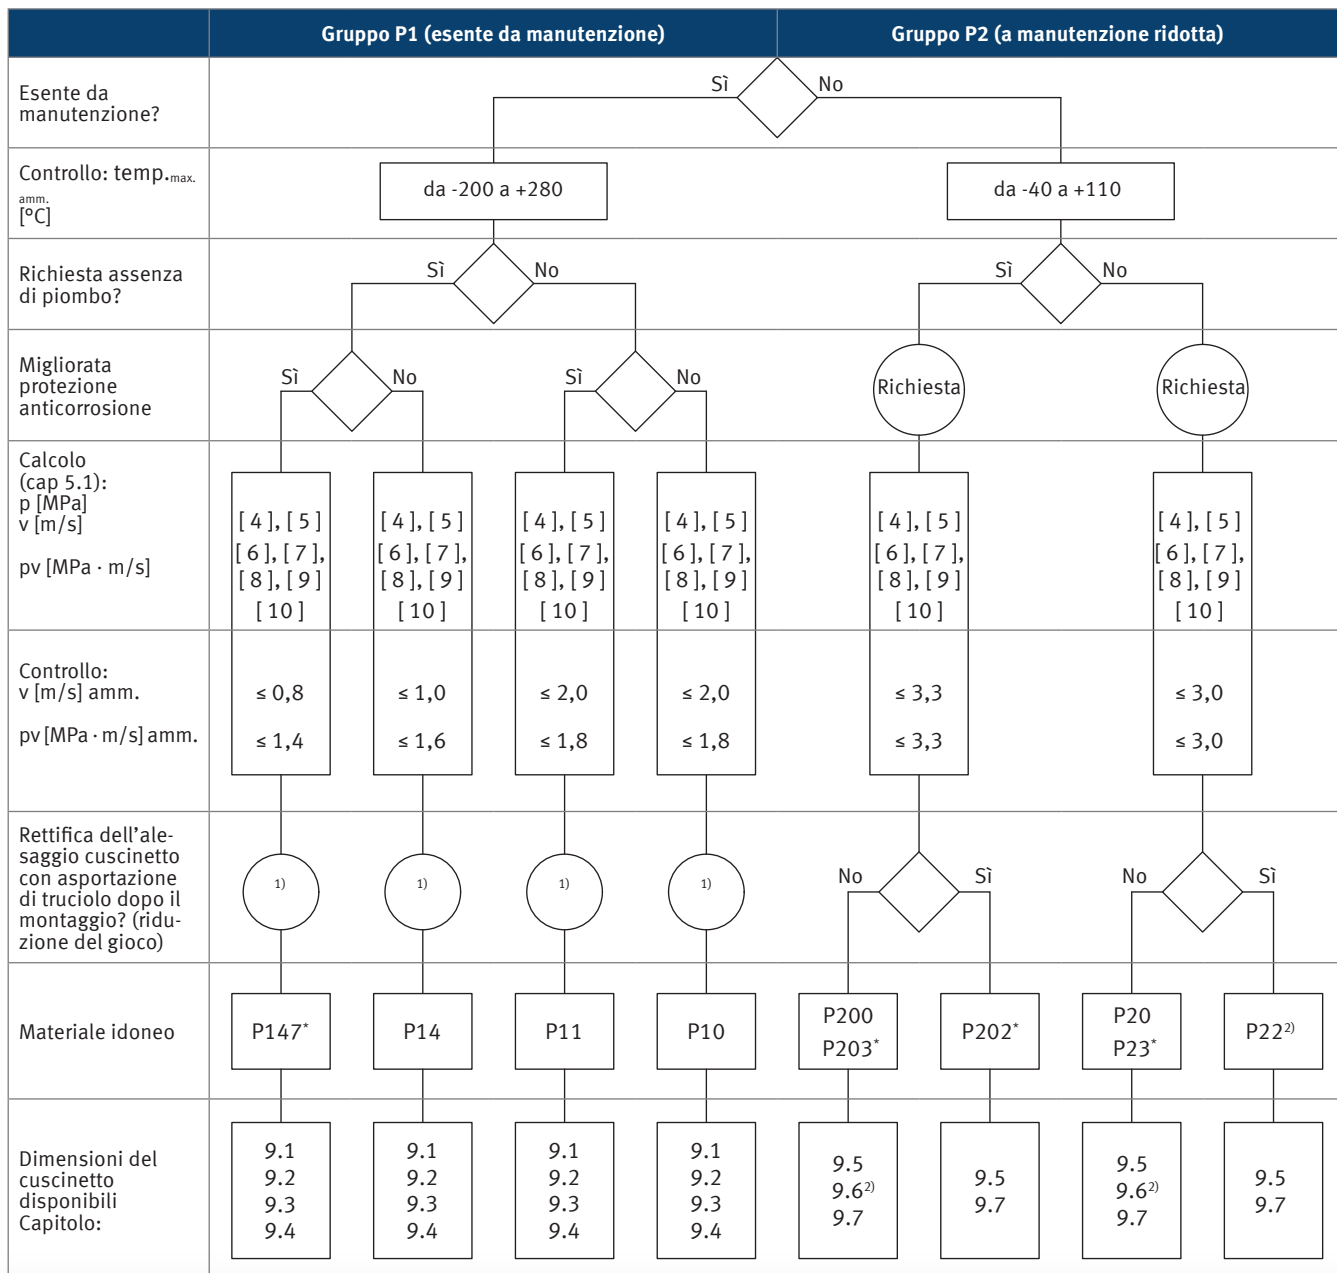 Gruppo P1 (esente da manutenzione)
Gruppo P2 (a manutenzione ridotta)
Esente da
manutenzione?
Sì
No
Controllo: temp.max.
amm.
[°C]
da -200 a +280
da -40 a +110
Richiesta assenza
di piombo?
Sì
No
Sì
No
Migliorata
protezione
anticorrosione
Sì
No
Sì
No
Richiesta
Richiesta
Calcolo
(cap 5.1):
p [MPa]
v [m/s]
pv [MPa · m/s]
[ 4 ], [ 5 ]
[ 6 ], [ 7 ],
[ 8 ], [ 9 ]
[ 10 ]
[ 4 ], [ 5 ]
[ 6 ], [ 7 ],
[ 8 ], [ 9 ]
[ 10 ]
[ 4 ], [ 5 ]
[ 6 ], [ 7 ],
[ 8 ], [ 9 ]
[ 10 ]
[ 4 ], [ 5 ]
[ 6 ], [ 7 ],
[ 8 ], [ 9 ]
[ 10 ]
[ 4 ], [ 5 ]
[ 6 ], [ 7 ],
[ 8 ], [ 9 ]
[ 10 ]
[ 4 ], [ 5 ]
[ 6 ], [ 7 ],
[ 8 ], [ 9 ]
[ 10 ]
Controllo:
v [m/s] amm.
≤ 0,8
≤ 1,0
≤ 2,0
≤ 2,0
≤ 3,3
≤ 3,0
pv [MPa · m/s] amm.
≤ 1,4
≤ 1,6
≤ 1,8
≤ 1,8
≤ 3,3
≤ 3,0
Rettifica dell'ale-
saggio cuscinetto
con asportazione
di truciolo dopo il
montaggio? (ridu-
zione del gioco)
1)
1)
1)
1)
No
Sì
No
Sì
Materiale idoneo
P147*
P14
P11
P10
P200
P203*
P202*
P20
P23*
P22²⁾
Dimensioni del
cuscinetto
disponibili
Capitolo:
9.1
9.2
9.3
9.4
9.1
9.2
9.3
9.4
9.1
9.2
9.3
9.4
9.1
9.2
9.3
9.4
9.5
9.6²⁾
9.7
9.5
9.7
9.5
9.6²⁾
9.7
9.5
9.7